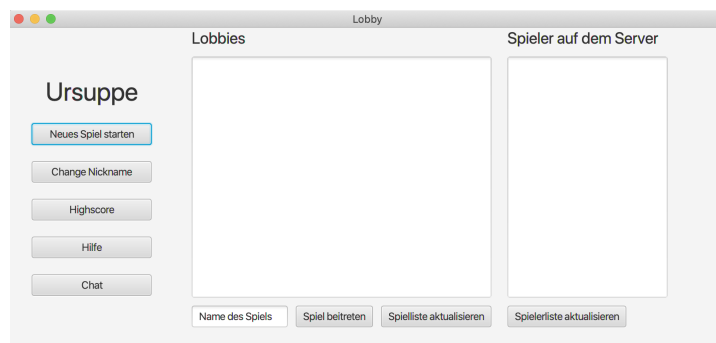 Lobby
Lobbies
Spieler auf dem Server
Ursuppe
Neues Spiel starten
Change Nickname
Highscore
Hilfe
Chat
Name des Spiels
Spiel beitreten
Spielliste aktualisieren
Spielerliste aktualisieren